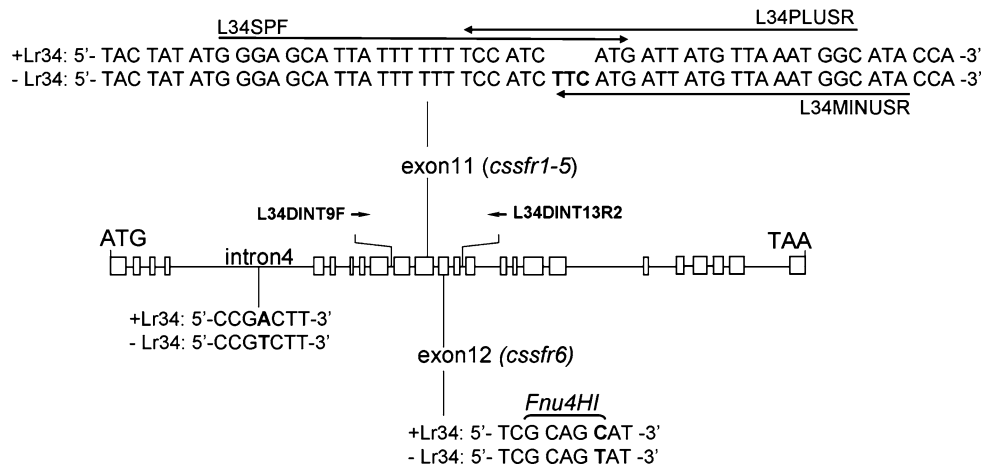 L34SPF L34PLUSR
+Lr34: 5’- TAC TAT ATG GGA GCA TTA TTT TTT TCC ATC ATG ATT ATG TTA AAT GGC ATA CCA -3’
- Lr34: 5’- TAC TAT ATG GGA GCA TTA TTT TTT TCC ATC TTC ATG ATT ATG TTA AAT GGC ATA CCA -3’
L34MINUSR
exon11 (cssfr1-5)
L34DINT9F L34DINT13R2
ATG TAA
intron4
+Lr34: 5’-CCGACTT-3’
- Lr34: 5’-CCGTCTT-3’
exon12 (cssfr6)
Fnu4HI
+Lr34: 5’- TCG CAG CAT -3’
- Lr34: 5’- TCG CAG TAT -3’